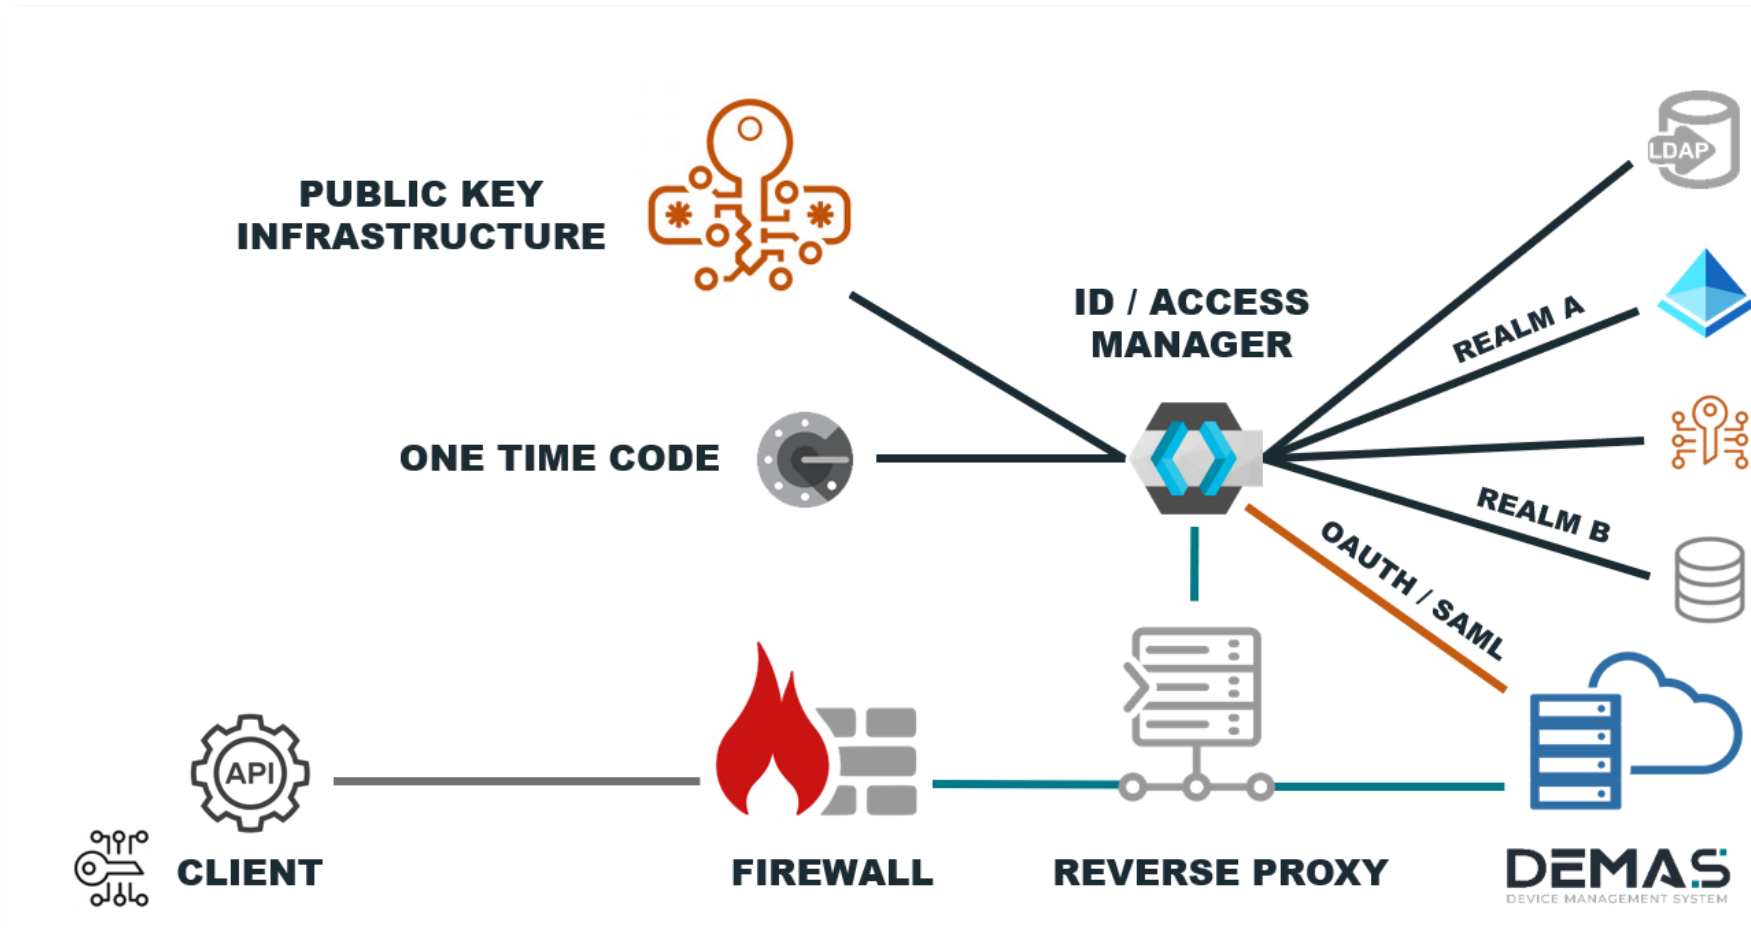 PUBLIC KEY
INFRASTRUCTURE
LDAP
ID / ACCESS
MANAGER
REALM A
ONE TIME CODE
REALM B
OAUTH / SAML
API
CLIENT
FIREWALL
REVERSE PROXY
DEMAS
DEVICE MANAGEMENT SYSTEM